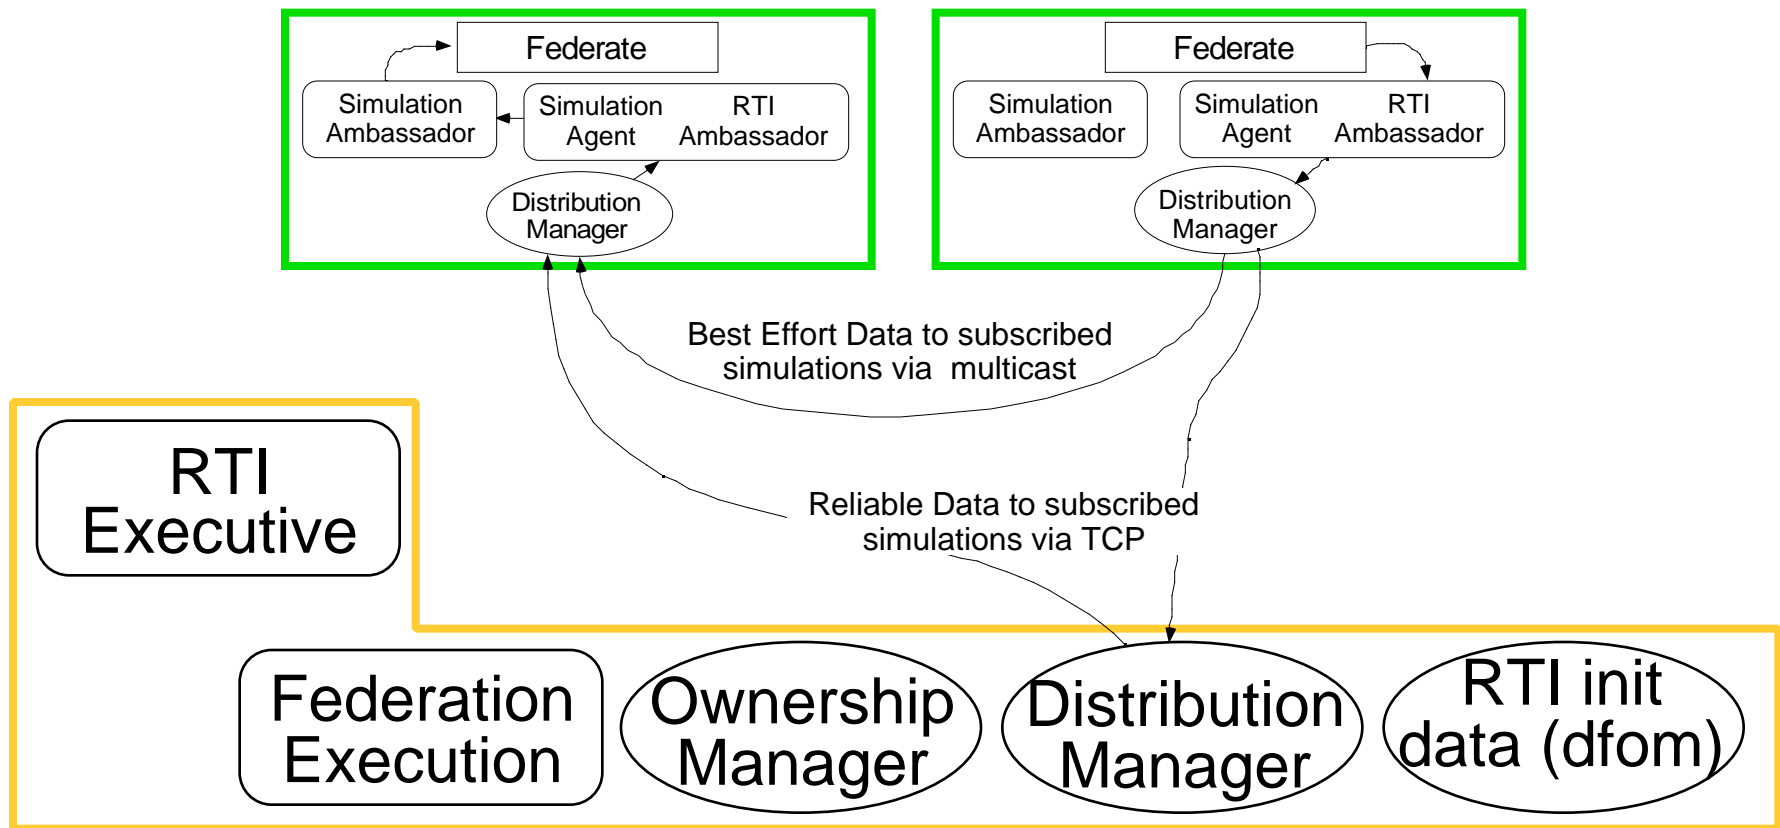 Federate
Simulation
Ambassador
Simulation
Agent
RTI
Ambassador
Distribution
Manager
Federate
Simulation
Ambassador
Simulation
Agent
RTI
Ambassador
Distribution
Manager
Best Effort Data to subscribed
simulations via multicast
RTI
Executive
Reliable Data to subscribed
simulations via TCP
Federation
Execution
Ownership
Manager
Distribution
Manager
RTI init
data (dfom)